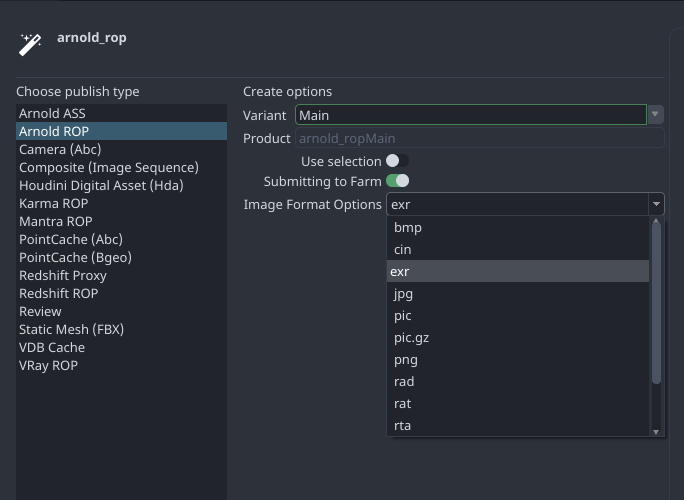 arnold_rop
Choose publish type
Arnold ASS
Arnold ROP
Camera (Abc)
Composite (Image Sequence)
Houdini Digital Asset (Hda)
Karma ROP
Mantra ROP
PointCache (Abc)
PointCache (Bgeo)
Redshift Proxy
Redshift ROP
Review
Static Mesh (FBX)
VDB Cache
VRay ROP
Create options
Variant Main
Product arnold_ropMain
Use selection
Submitting to Farm
Image Format Options exr
bmp
cin
exr
jpg
pic
pic.gz
png
rad
rat
rta